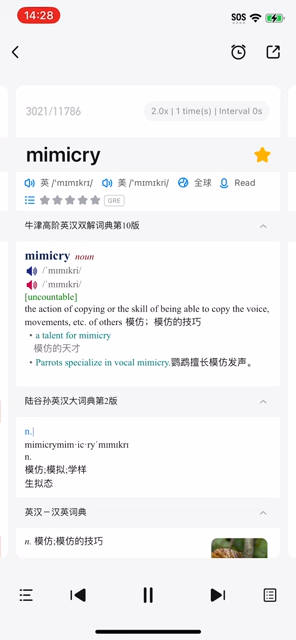 14:28
SOS
3021/11786
2.0x | 1 time(s) | Interval 0s
mimicry
英 /ˈmɪmɪkrɪ/ 美 /ˈmɪmɪkri/ 全球 Read
GRE
牛津高阶英汉双解词典第10版
mimicry noun
/ˈmɪmɪkri/
/ˈmɪmɪkri/
[uncountable]
the action of copying or the skill of being able to copy the voice,
movements, etc. of others 模仿；模仿的技巧
• a talent for mimicry
模仿的天才
• Parrots specialize in vocal mimicry.鹦鹉擅长模仿发声。
陆谷孙英汉大词典第2版
n.|
mimicrymim·ic·ryˈmɪmɪkrɪ
n.
模仿;模拟;学样
生拟态
英汉－汉英词典
n. 模仿;模仿的技巧